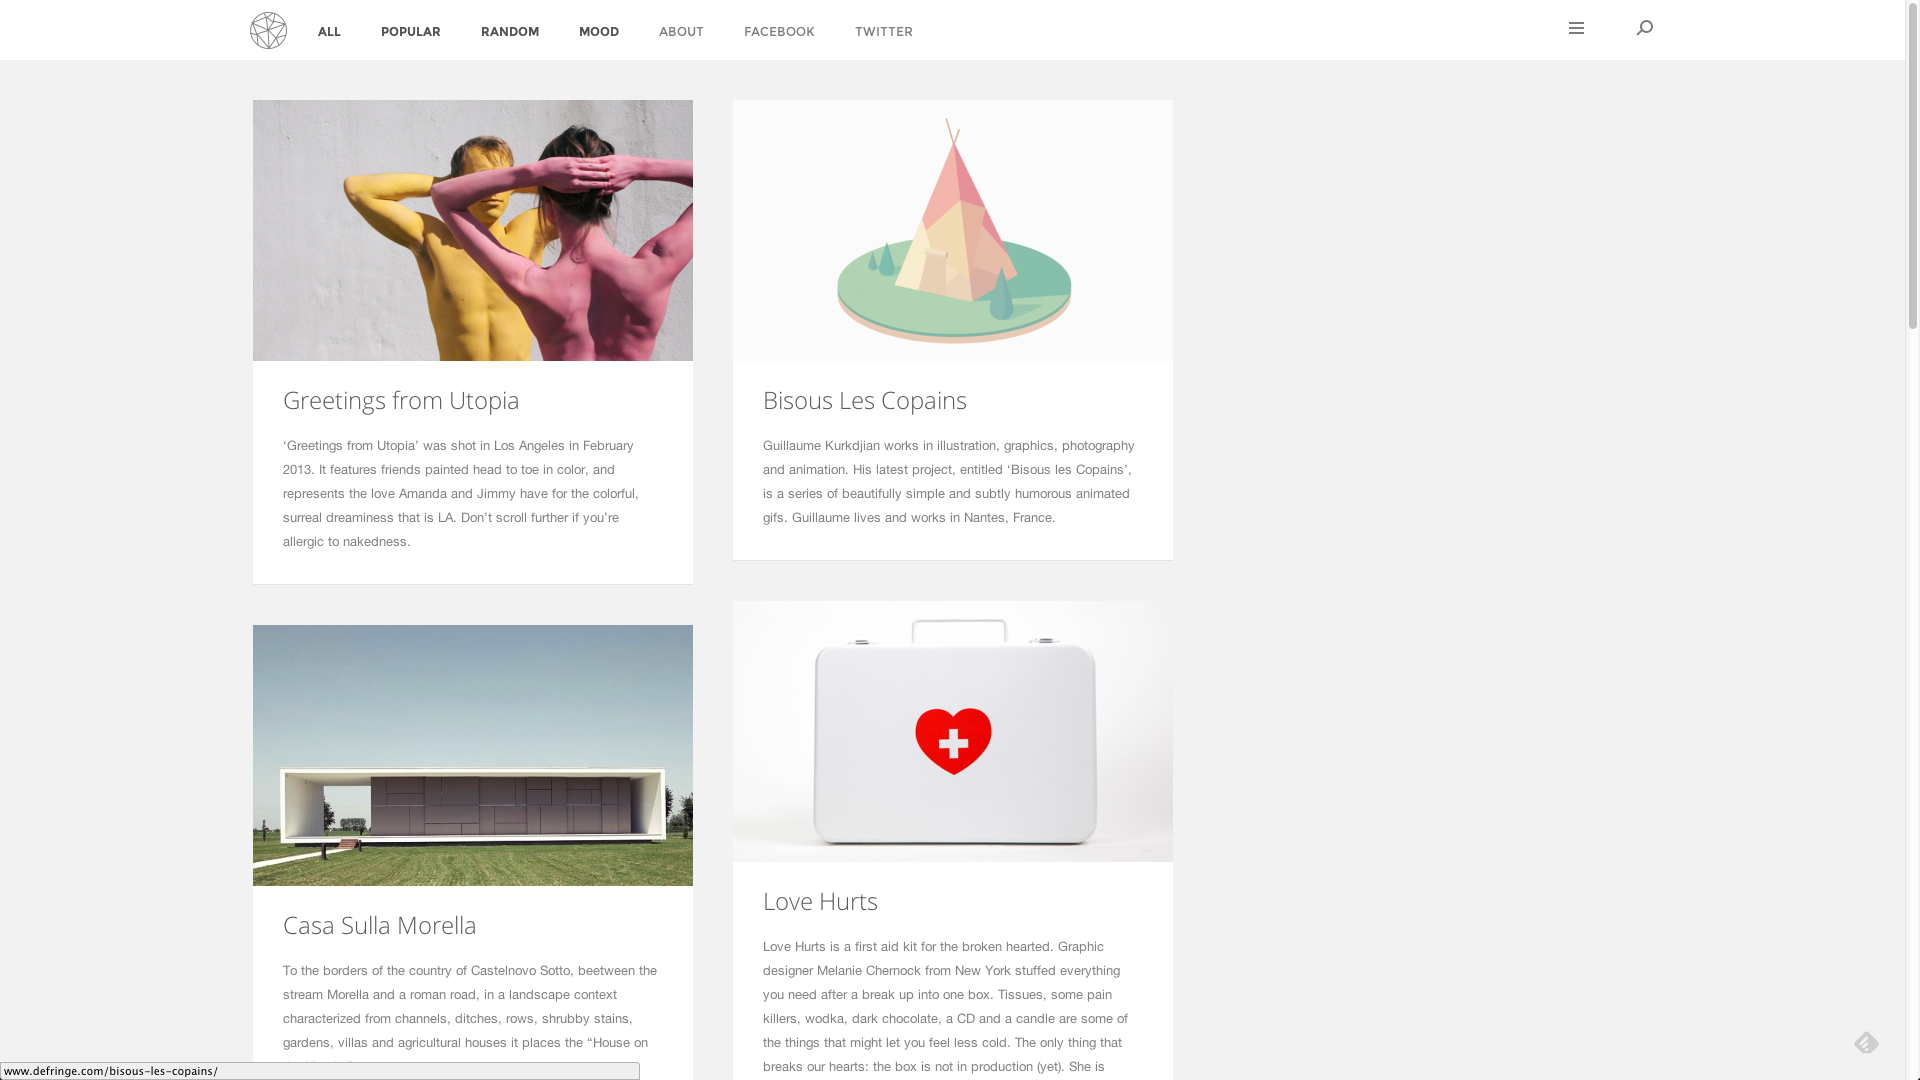 ALL POPULAR RANDOM MOOD ABOUT FACEBOOK TWITTER
Greetings from Utopia
‘Greetings from Utopia’ was shot in Los Angeles in February
2013. It features friends painted head to toe in color, and
represents the love Amanda and Jimmy have for the colorful,
surreal dreaminess that is LA. Don’t scroll further if you’re
allergic to nakedness.
Bisous Les Copains
Guillaume Kurkdjian works in illustration, graphics, photography
and animation. His latest project, entitled ‘Bisous les Copains’,
is a series of beautifully simple and subtly humorous animated
gifs. Guillaume lives and works in Nantes, France.
Casa Sulla Morella
To the borders of the country of Castelnovo Sotto, beetween the
stream Morella and a roman road, in a landscape context
characterized from channels, ditches, rows, shrubby stains,
gardens, villas and agricultural houses it places the “House on
Love Hurts
Love Hurts is a first aid kit for the broken hearted. Graphic
designer Melanie Chernock from New York stuffed everything
you need after a break up into one box. Tissues, some pain
killers, wodka, dark chocolate, a CD and a candle are some of
the things that might let you feel less cold. The only thing that
breaks our hearts: the box is not in production (yet). She is
www.defringe.com/bisous-les-copains/